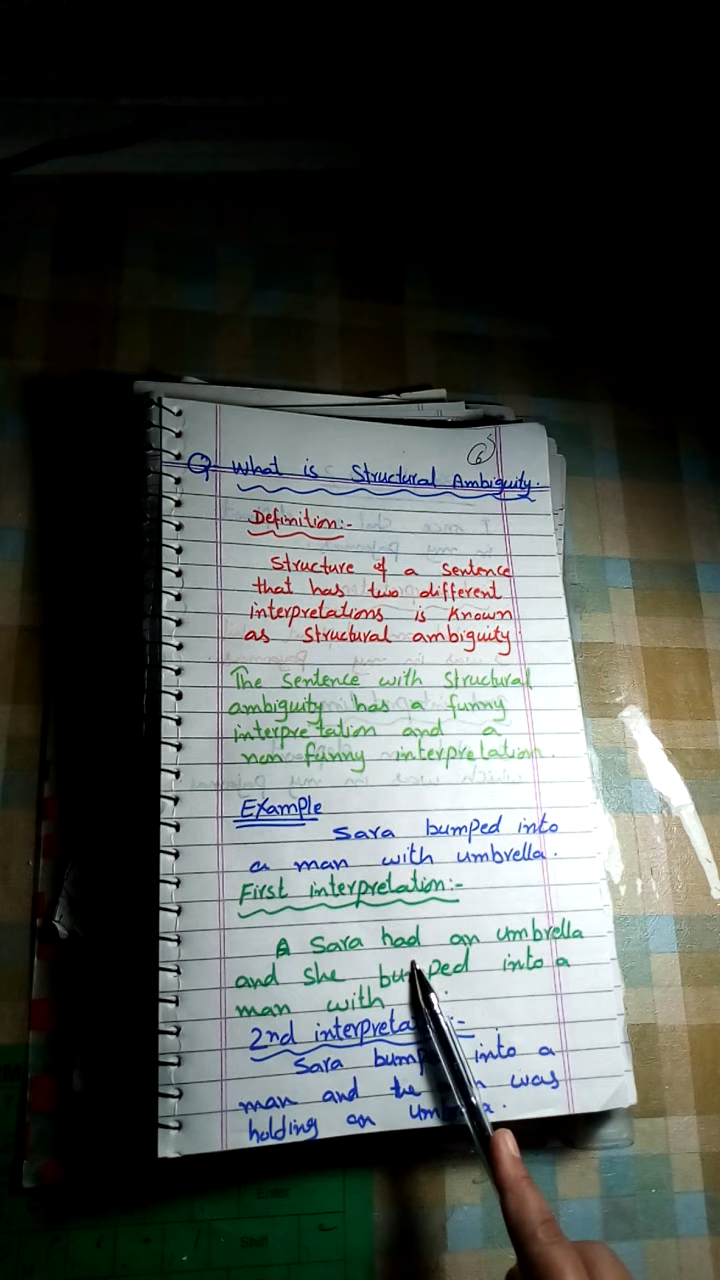 6
Q- What is Structural Ambiguity.
Definition:-
Structure of a sentence
that has two different
interpretations is known
as structural ambiguity.
The sentence with structural
ambiguity has a funny
interpretation and a
non funny interpretation.
Example
Sara bumped into
a man with umbrella.
First interpretation:-
A Sara had an umbrella
and she bumped into a
man with
2nd interpreta :-
Sara bump into a
man and the was
holding an
Enter
Shift